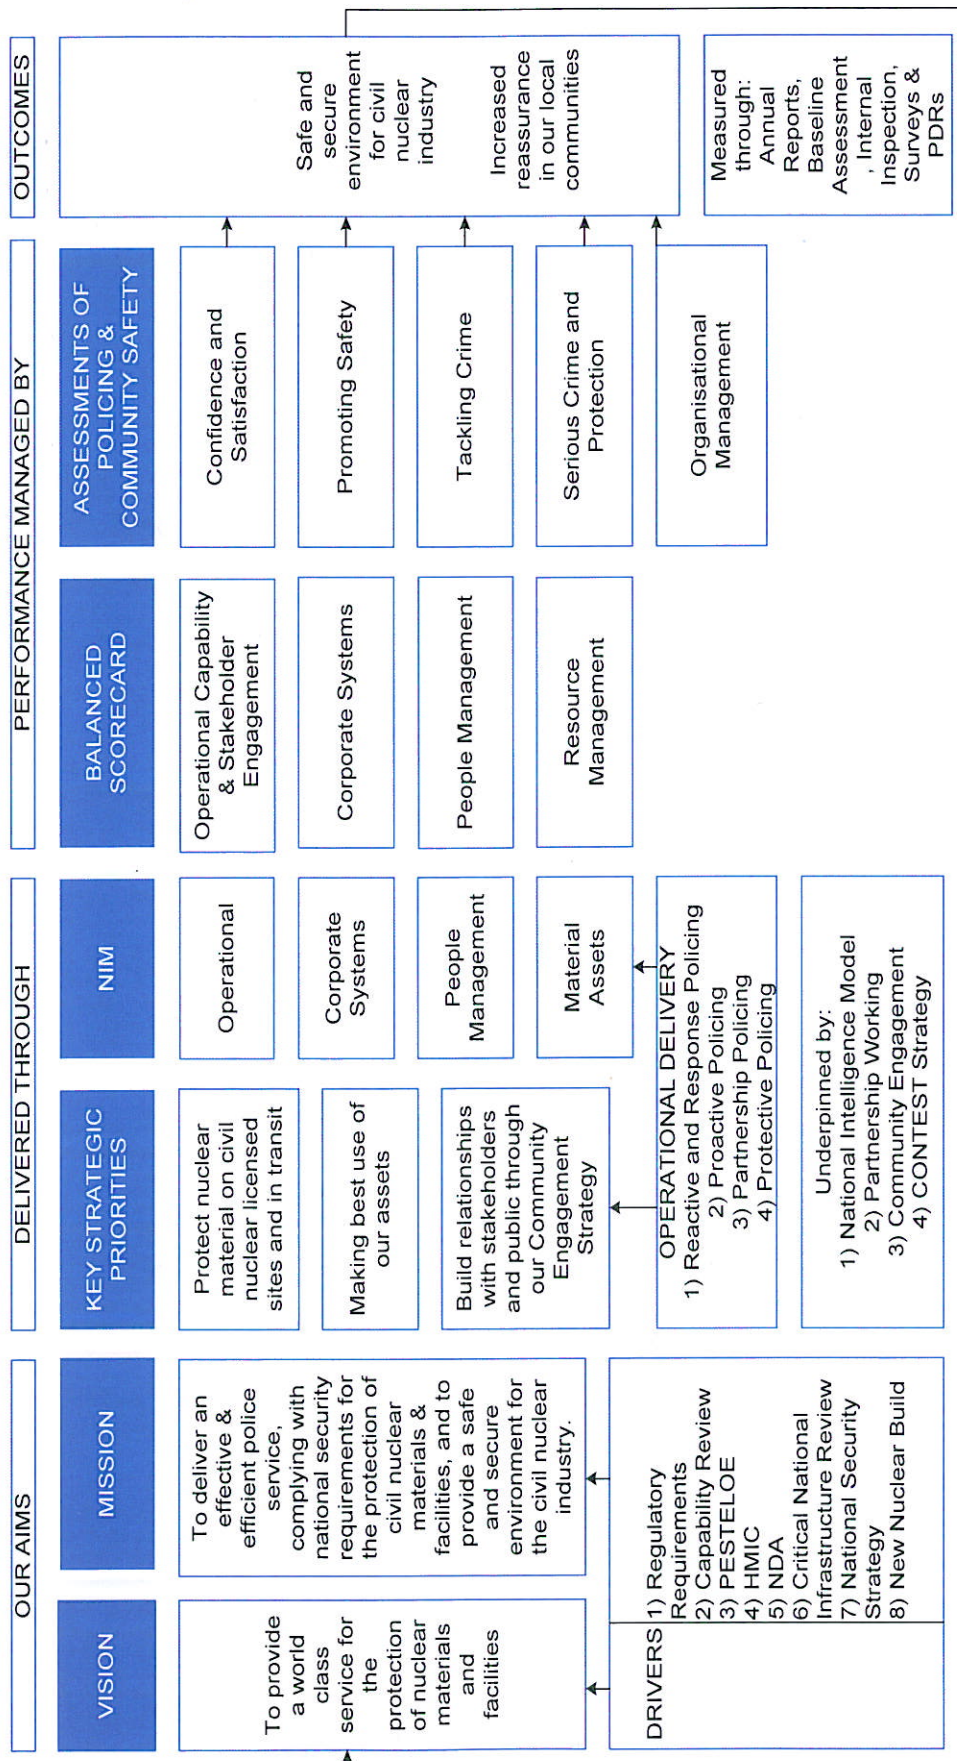 OUR AIMS
DELIVERED THROUGH
PERFORMANCE MANAGED BY
OUTCOMES
VISION
To provide
a world
class
service for
the
protection
of nuclear
materials
and
facilities
MISSION
To deliver an
effective &
efficient police
service,
complying with
national security
requirements for
the protection of
civil nuclear
materials &
facilities, and to
provide a safe
and secure
environment for
the civil nuclear
industry.
DRIVERS
1) Regulatory
Requirements
2) Capability Review
3) PESTELOE
4) HMIC
5) NDA
6) Critical National
Infrastructure Review
7) National Security
Strategy
8) New Nuclear Build
KEY STRATEGIC
PRIORITIES
Protect nuclear
material on civil
nuclear licensed
sites and in transit
Making best use of
our assets
Build relationships
with stakeholders
and public through
our Community
Engagement
Strategy
NIM
Operational
Corporate
Systems
People
Management
Material
Assets
OPERATIONAL DELIVERY
1) Reactive and Response Policing
2) Proactive Policing
3) Partnership Policing
4) Protective Policing
Underpinned by:
1) National Intelligence Model
2) Partnership Working
3) Community Engagement
4) CONTEST Strategy
BALANCED
SCORECARD
Operational Capability
& Stakeholder
Engagement
Corporate Systems
People Management
Resource
Management
ASSESSMENTS OF
POLICING &
COMMUNITY SAFETY
Confidence and
Satisfaction
Promoting Safety
Tackling Crime
Serious Crime and
Protection
Organisational
Management
Safe and
secure
environment
for civil
nuclear
industry
Increased
reassurance
in our local
communities
Measured
through:
Annual
Reports,
Baseline
Assessment
, Internal
Inspection,
Surveys &
PDRs